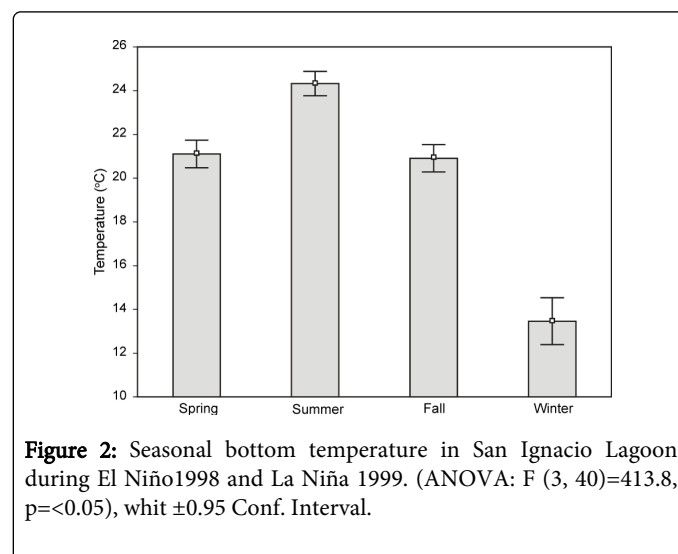 26
24
22
20
18
16
14
12
10
Temperature (°C)
Spring Summer Fall Winter
Figure 2: Seasonal bottom temperature in San Ignacio Lagoon
during El Niño1998 and La Niña 1999. (ANOVA: F (3, 40)=413.8,
p=<0.05), whit ±0.95 Conf. Interval.